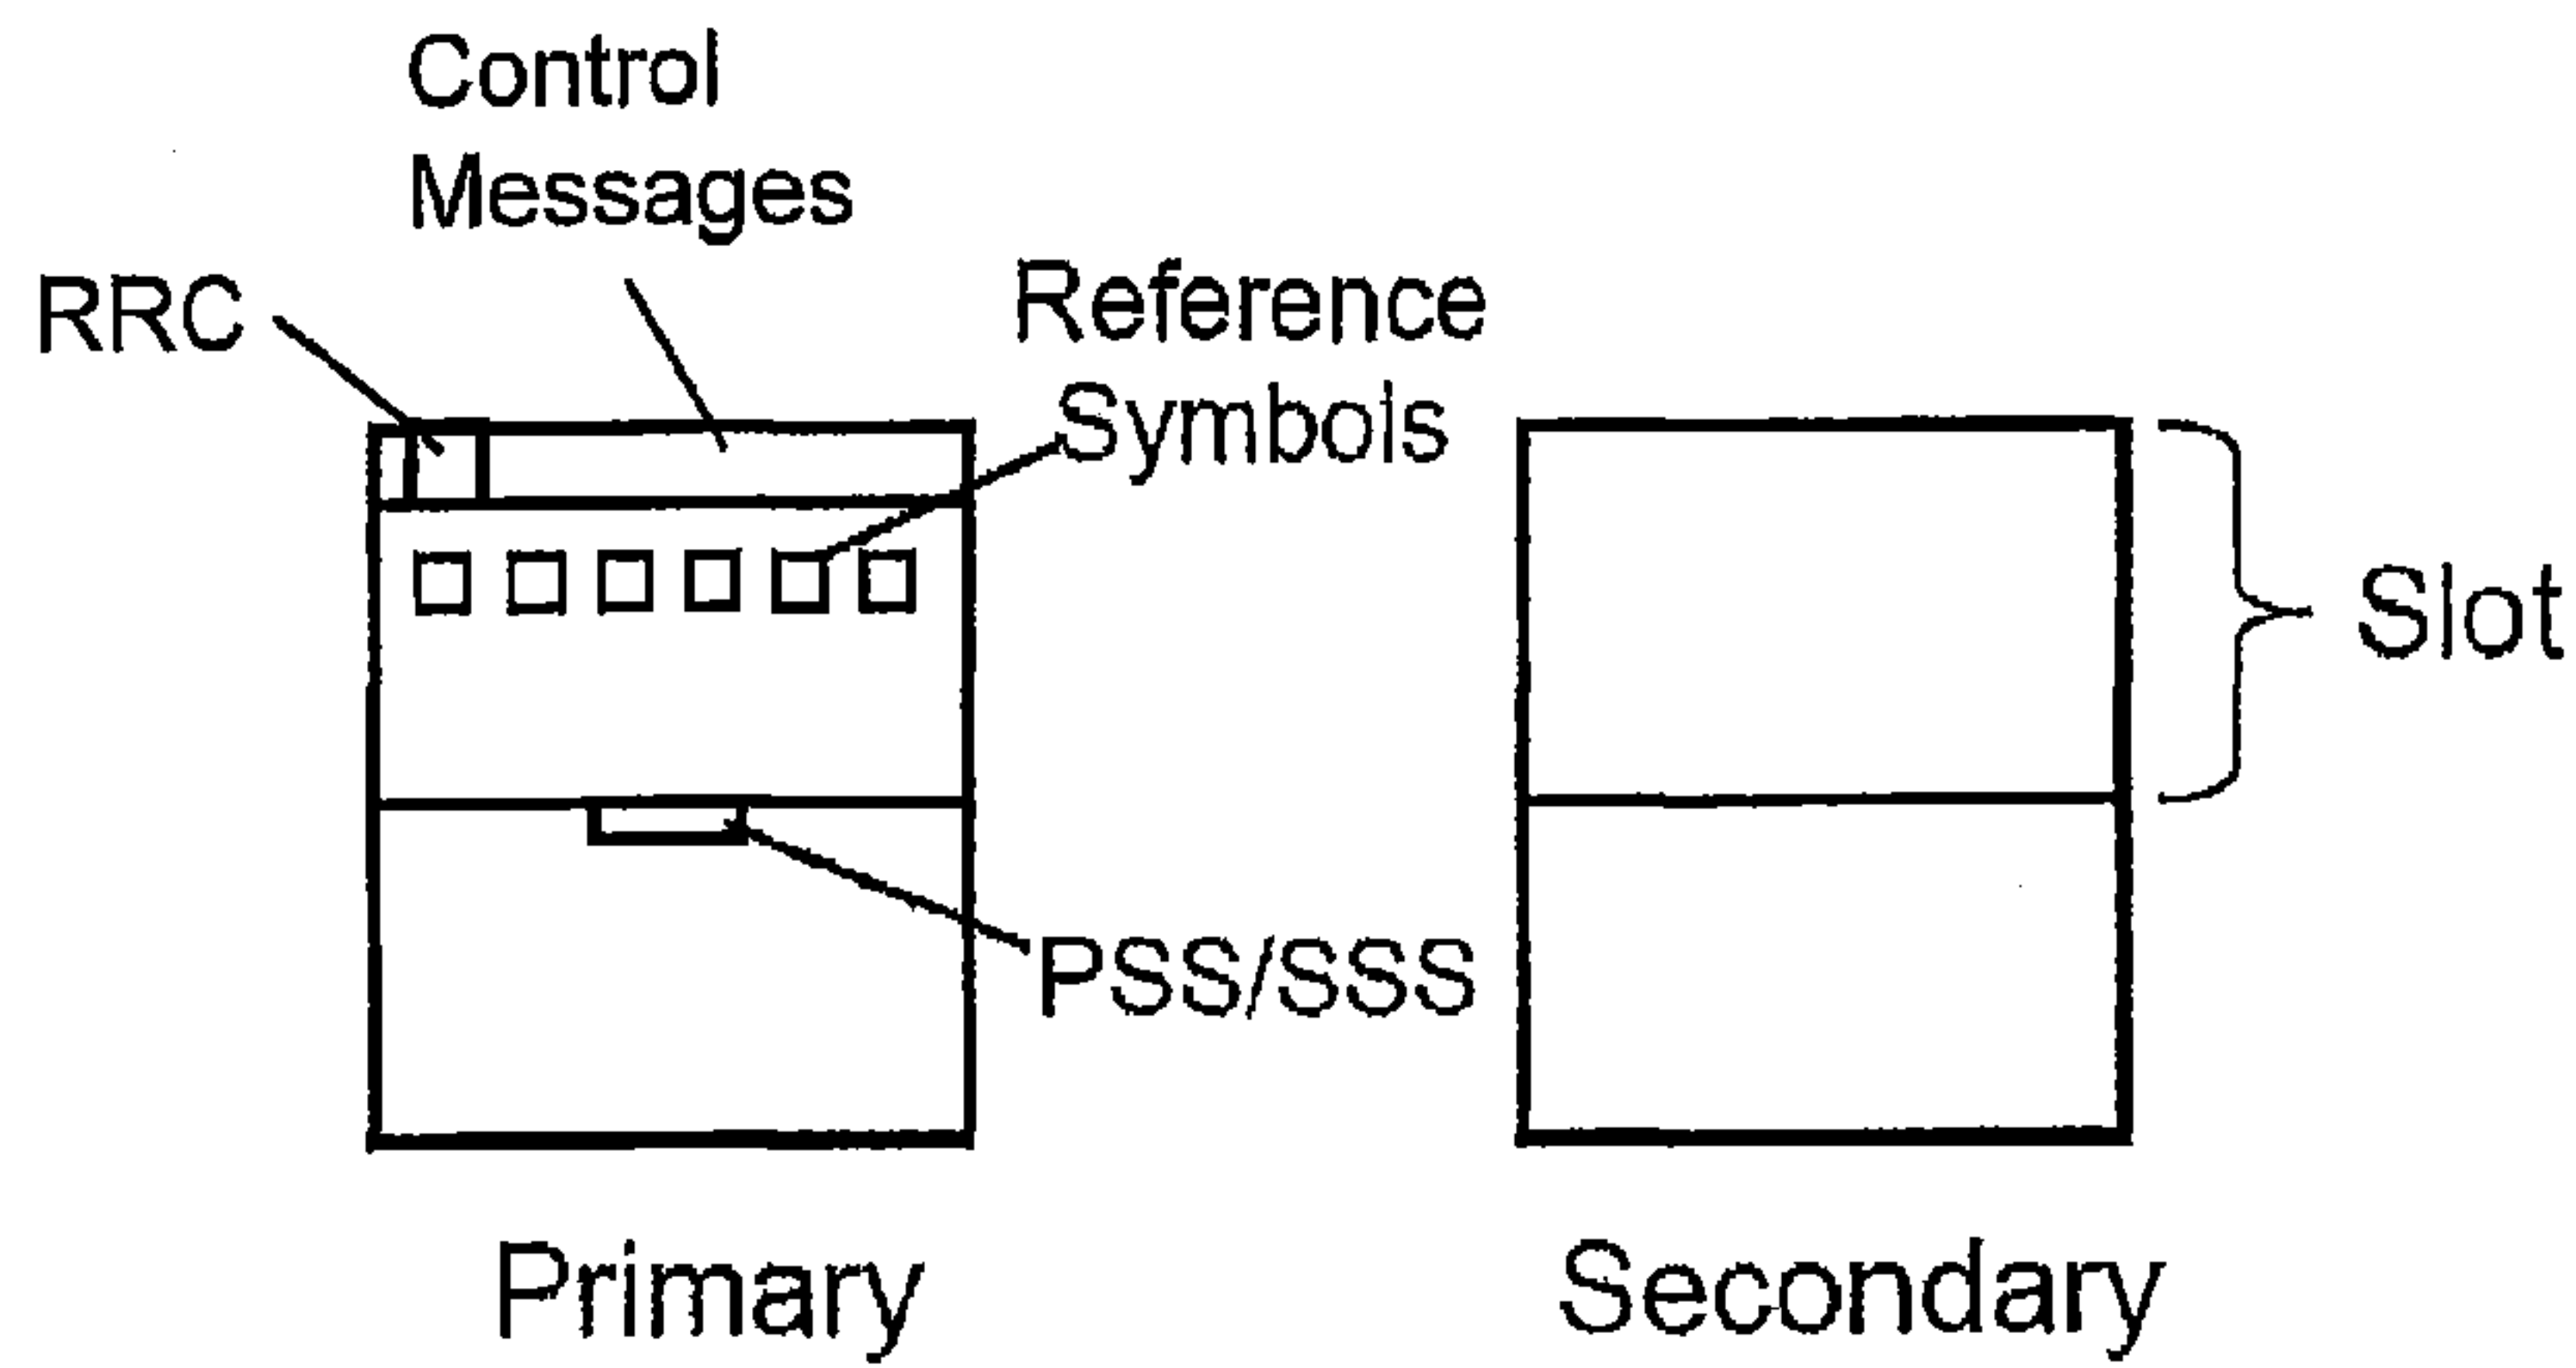 Control
Messages
RRC
Reference
Symbols
Slot
PSS/SSS
Primary
Secondary